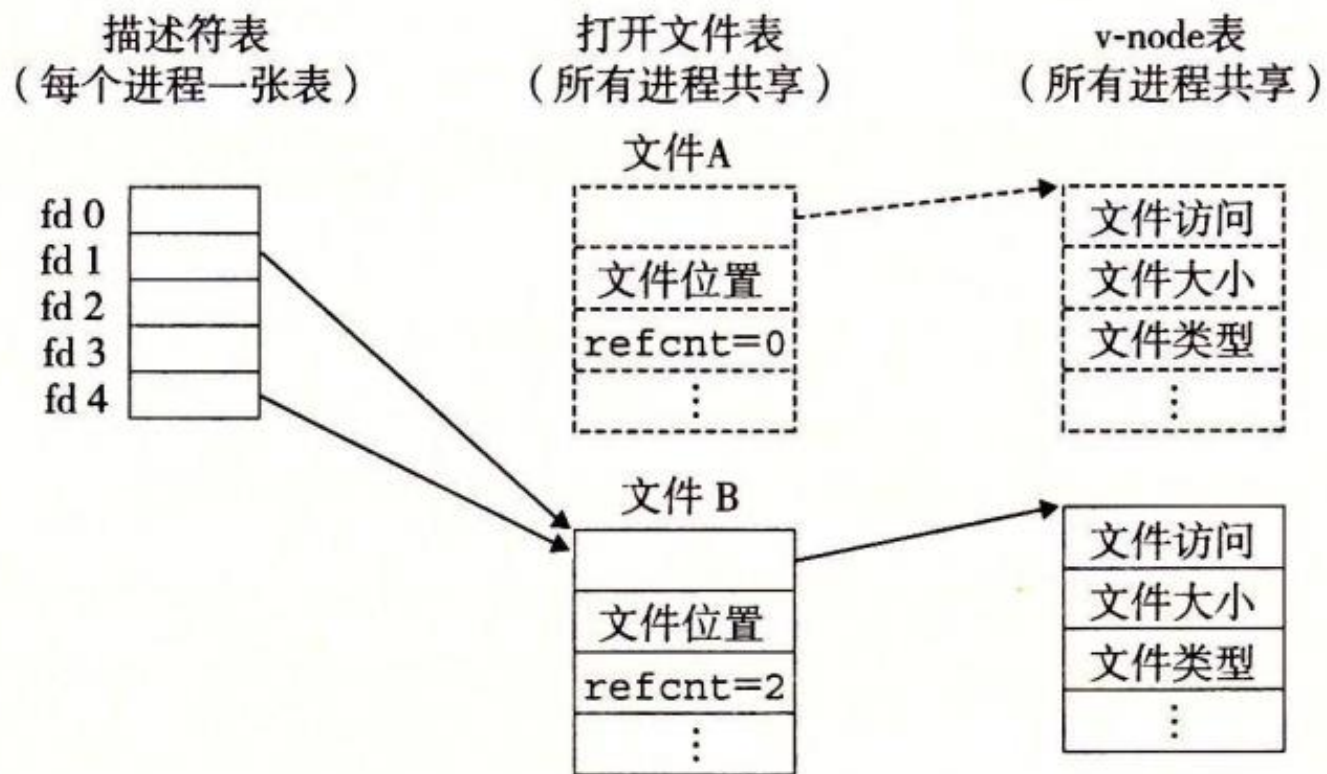 描述符表
（每个进程一张表）
打开文件表
（所有进程共享）
v-node表
（所有进程共享）
fd 0
fd 1
fd 2
fd 3
fd 4
文件A
文件位置
refcnt=0
⋮
文件访问
文件大小
文件类型
⋮
文件 B
文件位置
refcnt=2
⋮
文件访问
文件大小
文件类型
⋮